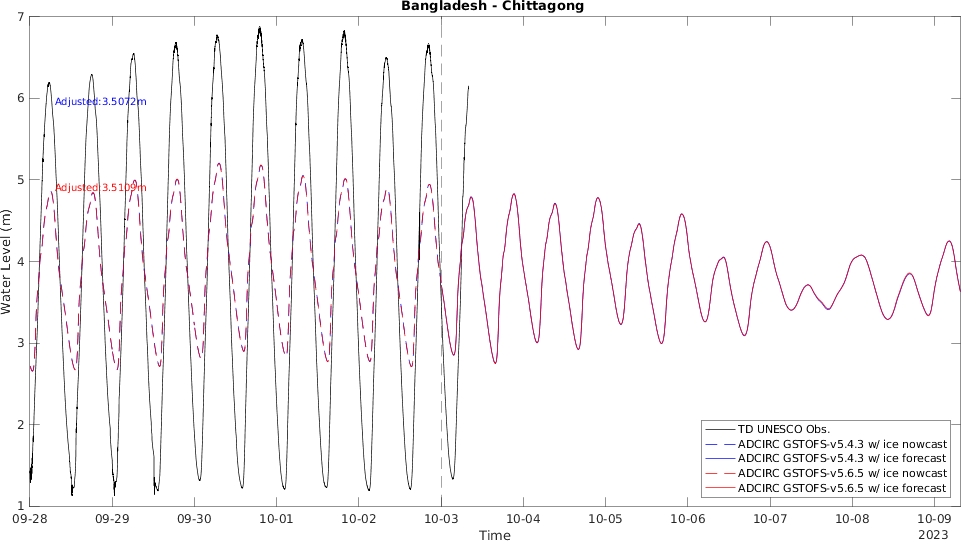 Bangladesh - Chittagong
7
6
5
4
3
2
1
Water Level (m)
Adjusted:3.5072m
Adjusted:3.5109m
TD UNESCO Obs.
ADCIRC GSTOFS-v5.4.3 w/ ice nowcast
ADCIRC GSTOFS-v5.4.3 w/ ice forecast
ADCIRC GSTOFS-v5.6.5 w/ ice nowcast
ADCIRC GSTOFS-v5.6.5 w/ ice forecast
09-28 09-29 09-30 10-01 10-02 10-03 10-04 10-05 10-06 10-07 10-08 10-09
Time
2023